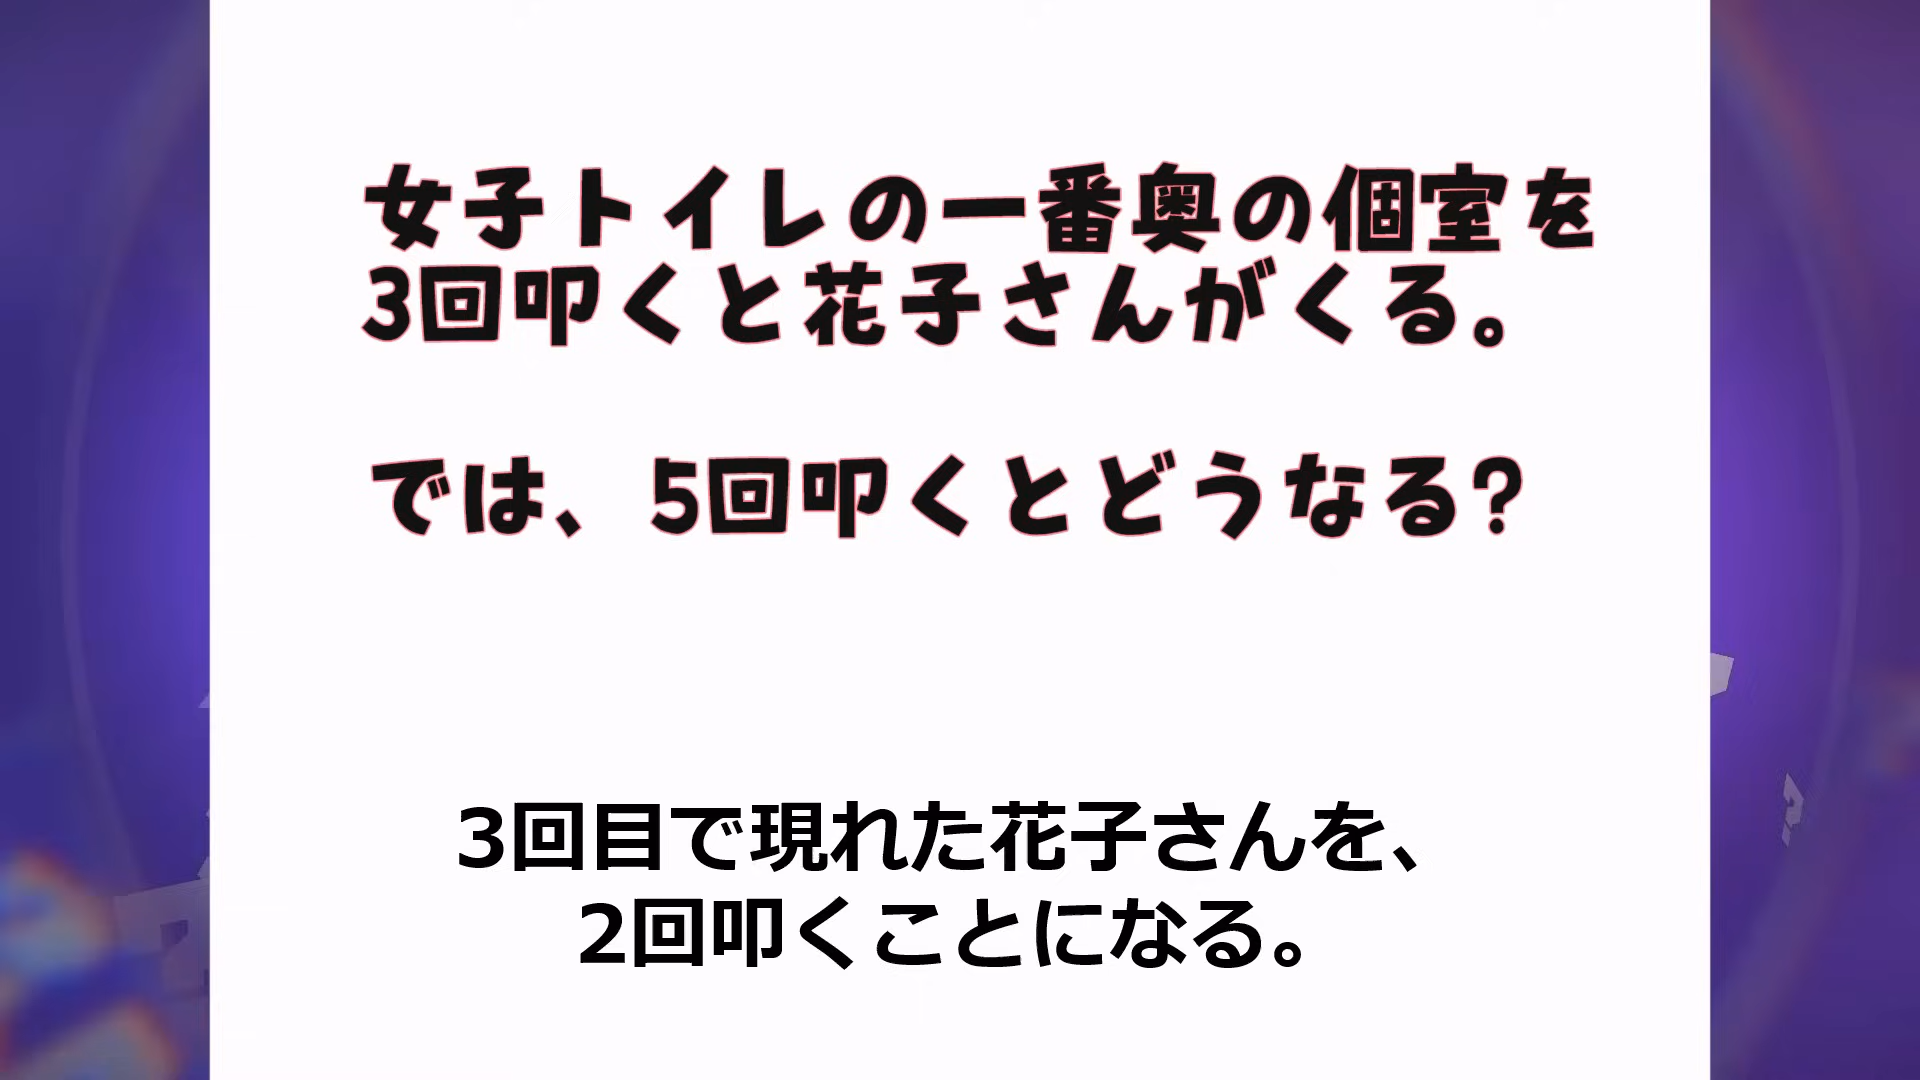 女子トイレの一番奥の個室を
3回叩くと花子さんがくる。
では、5回叩くとどうなる?
3回目で現れた花子さんを、
2回叩くことになる。